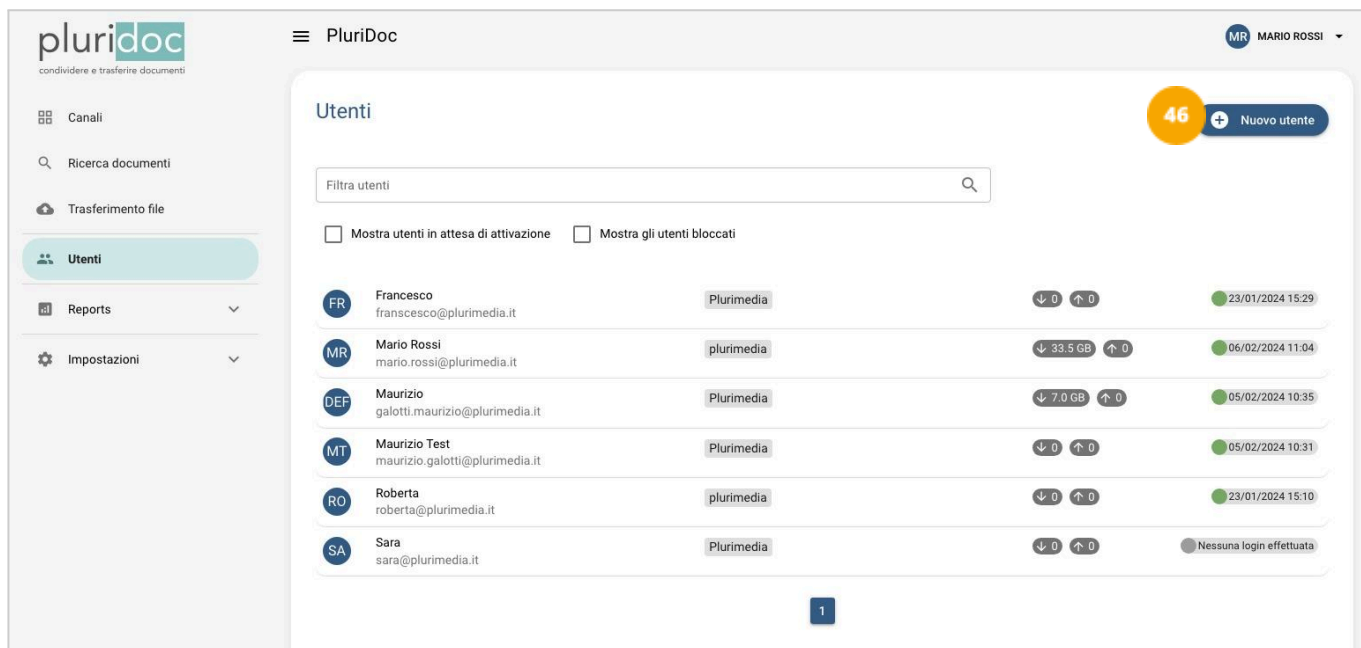 pluridoc
condividere e trasferire documenti
PluriDoc
MR MARIO ROSSI
Canali
Ricerca documenti
Trasferimento file
Utenti
Reports
Impostazioni
Utenti
46 Nuovo utente
Filtra utenti
Mostra utenti in attesa di attivazione Mostra gli utenti bloccati
FR Francesco Plurimedia 0 0 23/01/2024 15:29
franscesco@plurimedia.it
MR Mario Rossi plurimedia 33.5 GB 0 06/02/2024 11:04
mario.rossi@plurimedia.it
DEF Maurizio Plurimedia 7.0 GB 0 05/02/2024 10:35
galotti.maurizio@plurimedia.it
MT Maurizio Test Plurimedia 0 0 05/02/2024 10:31
maurizio.galotti@plurimedia.it
RO Roberta plurimedia 0 0 23/01/2024 15:10
roberta@plurimedia.it
SA Sara Plurimedia 0 0 Nessuna login effettuata
sara@plurimedia.it
1